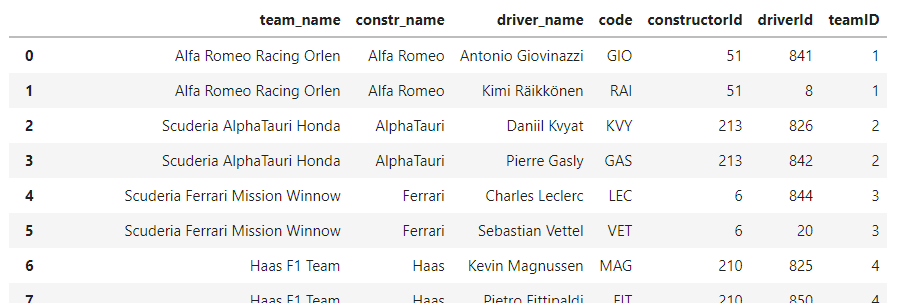 team_name constr_name driver_name code constructorId driverId teamID
0 Alfa Romeo Racing Orlen Alfa Romeo Antonio Giovinazzi GIO 51 841 1
1 Alfa Romeo Racing Orlen Alfa Romeo Kimi Räikkönen RAI 51 8 1
2 Scuderia AlphaTauri Honda AlphaTauri Daniil Kvyat KVY 213 826 2
3 Scuderia AlphaTauri Honda AlphaTauri Pierre Gasly GAS 213 842 2
4 Scuderia Ferrari Mission Winnow Ferrari Charles Leclerc LEC 6 844 3
5 Scuderia Ferrari Mission Winnow Ferrari Sebastian Vettel VET 6 20 3
6 Haas F1 Team Haas Kevin Magnussen MAG 210 825 4
7 Haas F1 Team Haas Pietro Fittipaldi FIT 210 850 4